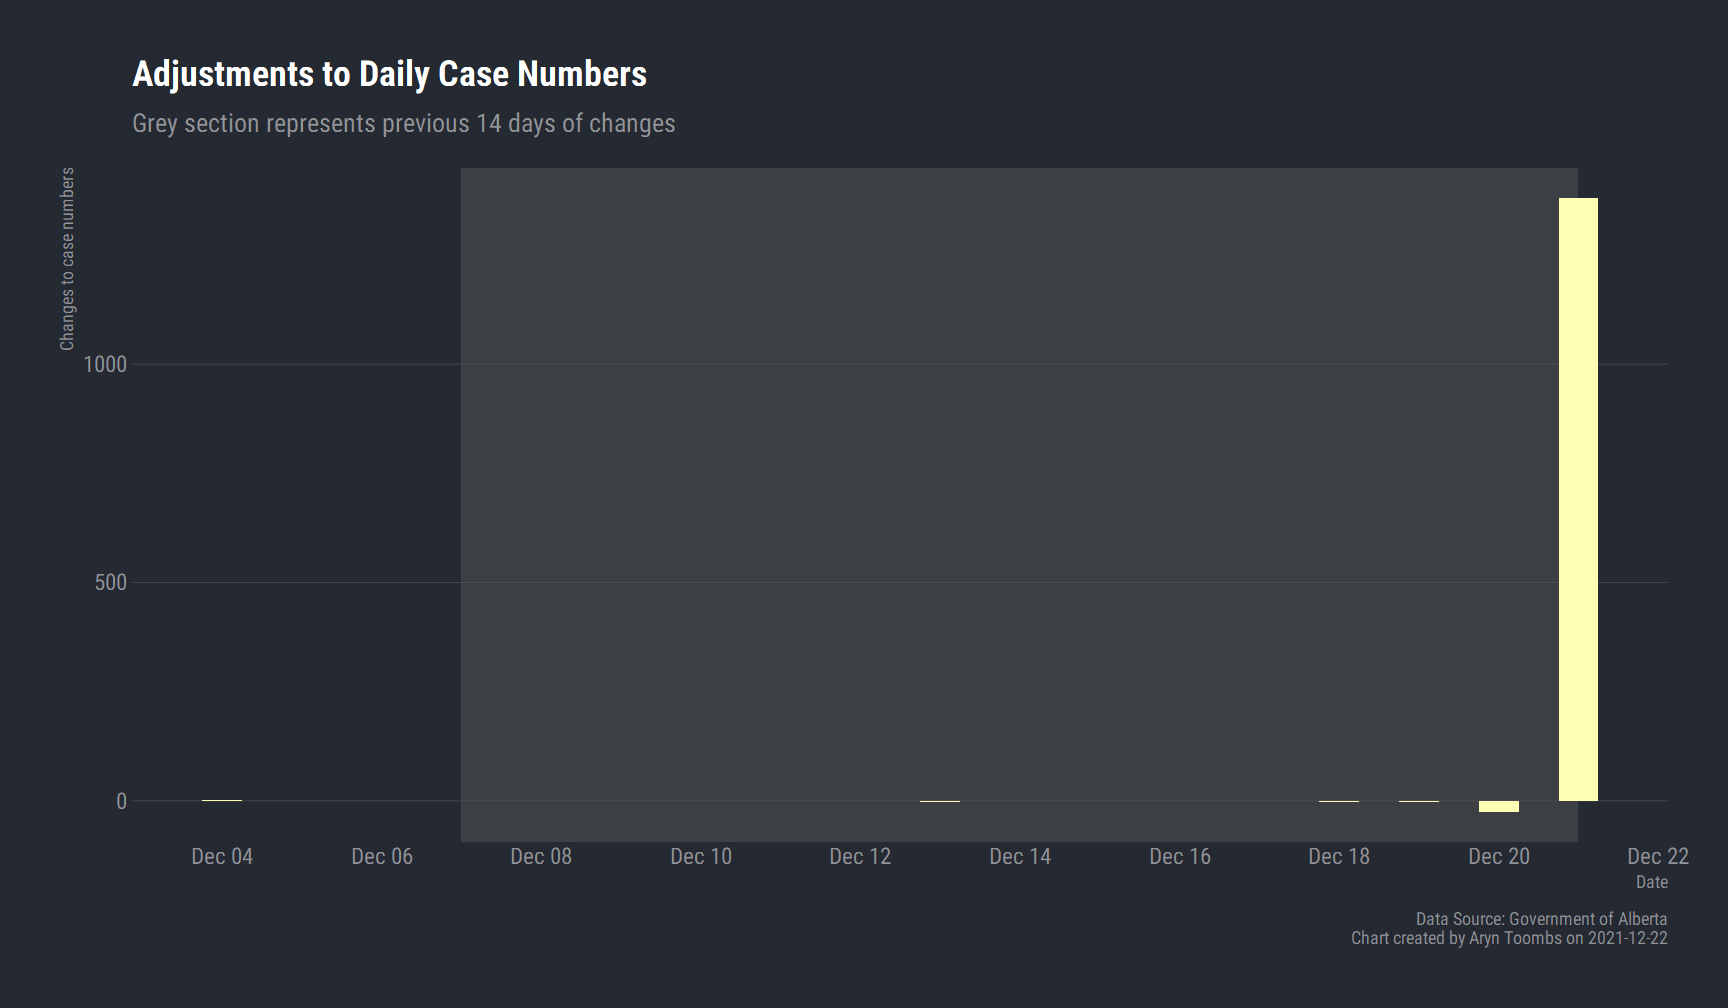 Adjustments to Daily Case Numbers
Grey section represents previous 14 days of changes
Changes to case numbers
1000
500
0
Dec 04 Dec 06 Dec 08 Dec 10 Dec 12 Dec 14 Dec 16 Dec 18 Dec 20 Dec 22
Date
Data Source: Government of Alberta
Chart created by Aryn Toombs on 2021-12-22